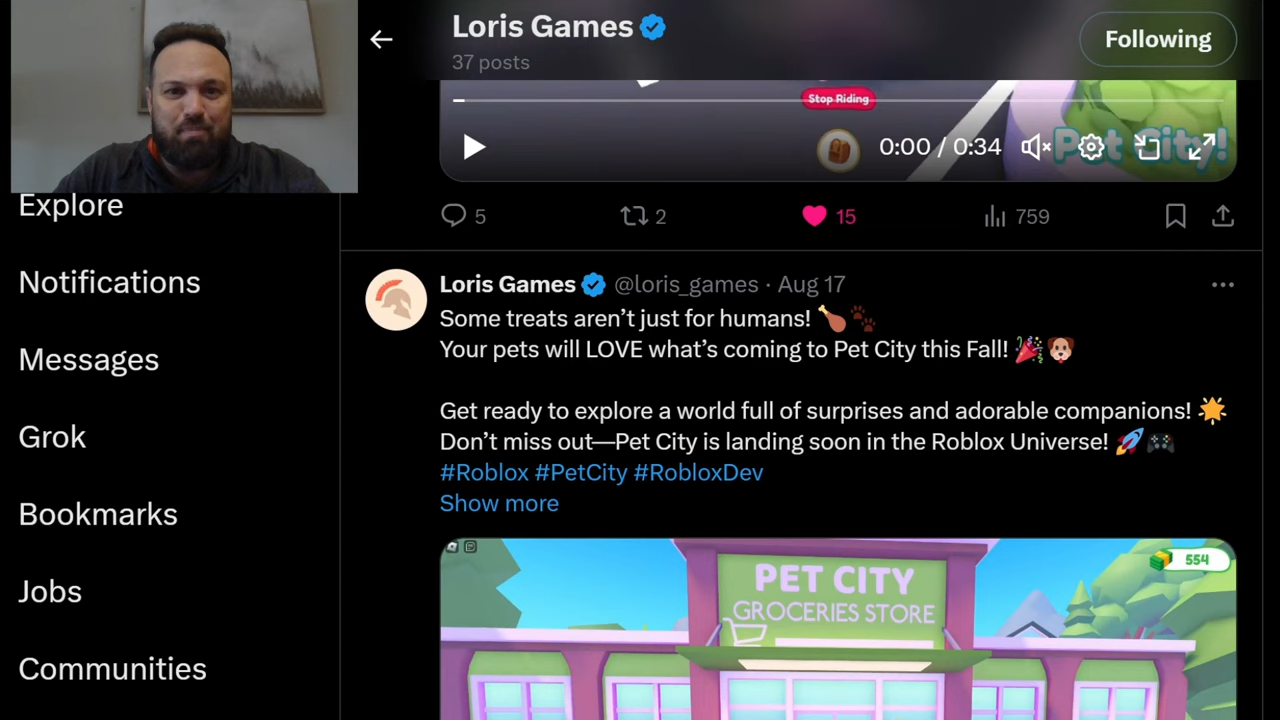 Loris Games
37 posts
Following
Stop Riding
0:00 / 0:34
Pet City!
5
2
15
759
Explore
Notifications
Messages
Grok
Bookmarks
Jobs
Communities
Loris Games @loris_games · Aug 17
Some treats aren’t just for humans! 🍗🐾
Your pets will LOVE what’s coming to Pet City this Fall! 🎉🐶
Get ready to explore a world full of surprises and adorable companions! 🌟
Don’t miss out—Pet City is landing soon in the Roblox Universe! 🚀🎮
#Roblox #PetCity #RobloxDev
Show more
PET CITY
GROCERIES STORE
554